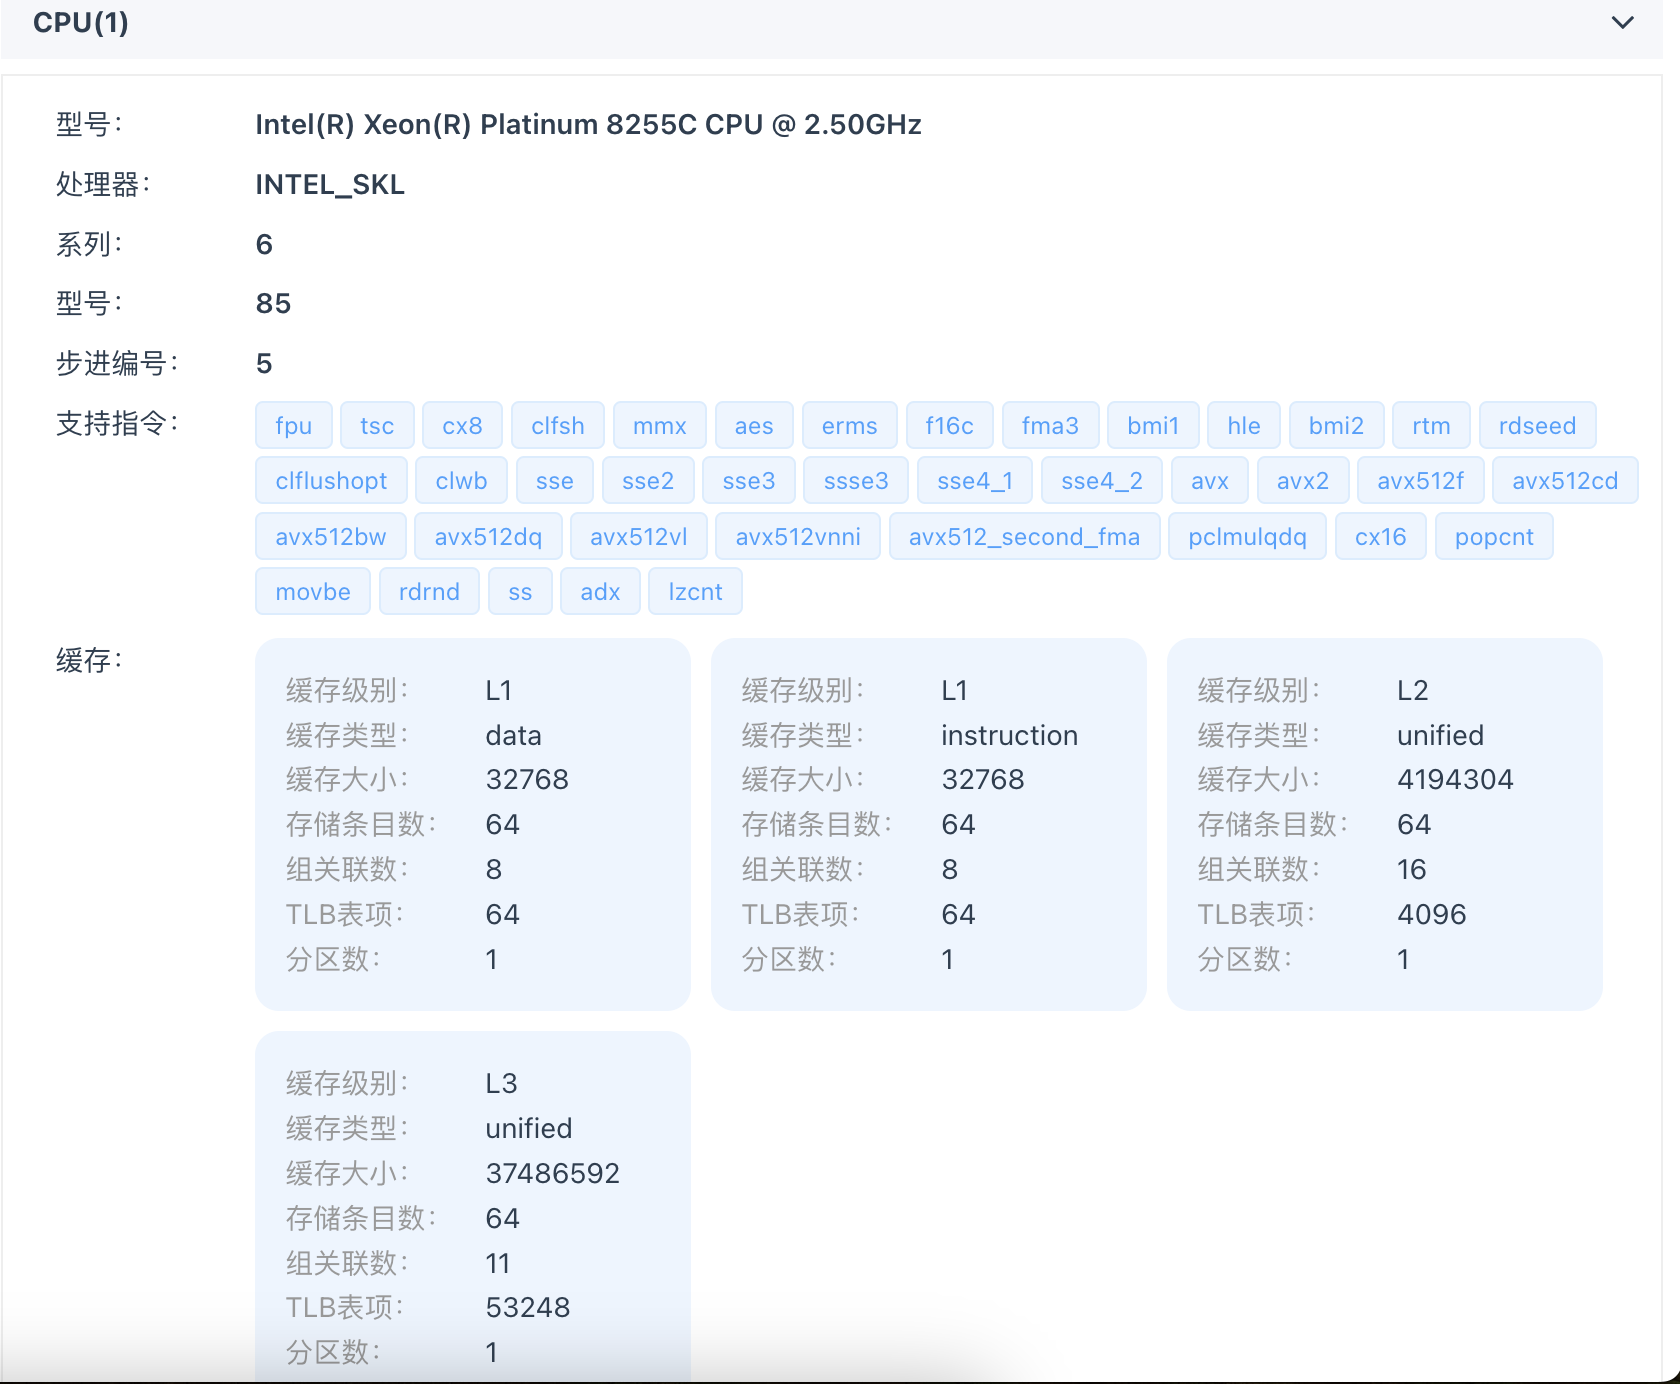 CPU(1)
型号： Intel(R) Xeon(R) Platinum 8255C CPU @ 2.50GHz
处理器： INTEL_SKL
系列： 6
型号： 85
步进编号： 5
支持指令： fpu tsc cx8 clfsh mmx aes erms f16c fma3 bmi1 hle bmi2 rtm rdseed
clflushopt clwb sse sse2 sse3 ssse3 sse4_1 sse4_2 avx avx2 avx512f avx512cd
avx512bw avx512dq avx512vl avx512vnni avx512_second_fma pclmulqdq cx16 popcnt
movbe rdrnd ss adx lzcnt
缓存：
缓存级别： L1
缓存类型： data
缓存大小： 32768
存储条目数： 64
组关联数： 8
TLB表项： 64
分区数： 1
缓存级别： L1
缓存类型： instruction
缓存大小： 32768
存储条目数： 64
组关联数： 8
TLB表项： 64
分区数： 1
缓存级别： L2
缓存类型： unified
缓存大小： 4194304
存储条目数： 64
组关联数： 16
TLB表项： 4096
分区数： 1
缓存级别： L3
缓存类型： unified
缓存大小： 37486592
存储条目数： 64
组关联数： 11
TLB表项： 53248
分区数： 1